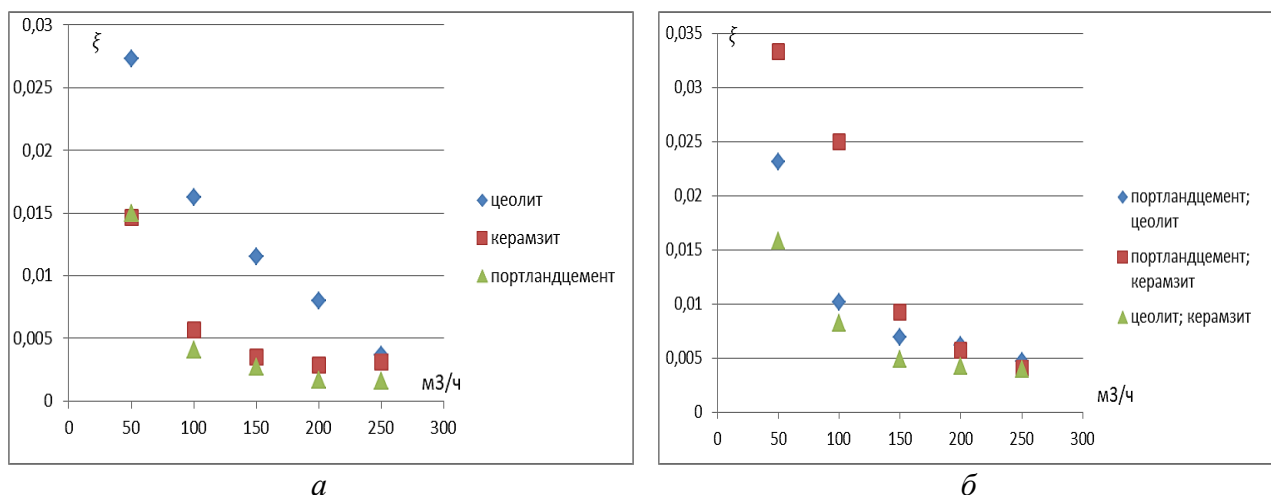 0,03
0,025
0,02
0,015
0,01
0,005
0
ξ
0 50 100 150 200 250 300
м3/ч
цеолит
керамзит
портландцемент
а
0,035
0,03
0,025
0,02
0,015
0,01
0,005
0
ξ
0 50 100 150 200 250 300
м3/ч
портландцемент;
цеолит
портландцемент;
керамзит
цеолит; керамзит
б